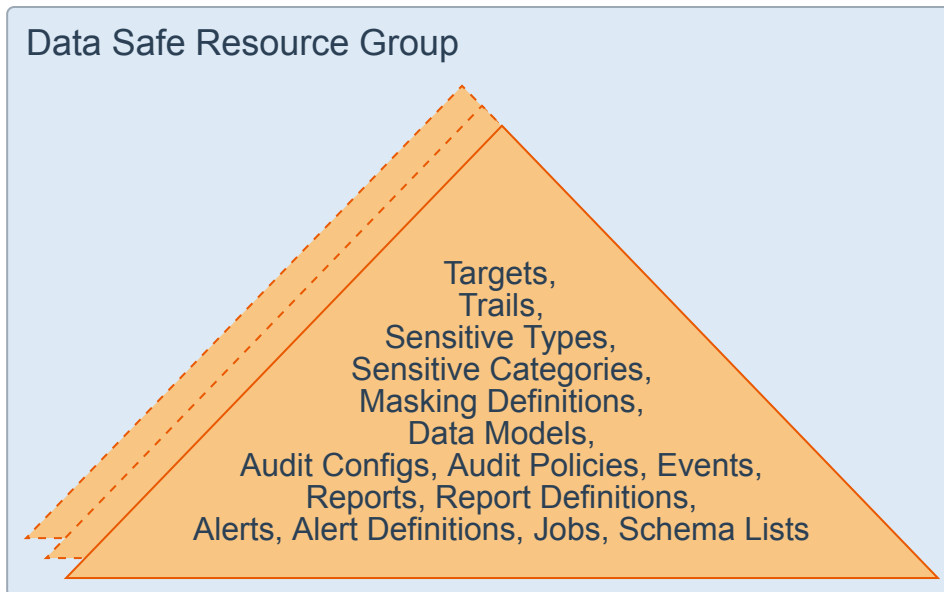 Data Safe Resource Group
Targets,
Trails,
Sensitive Types,
Sensitive Categories,
Masking Definitions,
Data Models,
Audit Configs, Audit Policies, Events,
Reports, Report Definitions,
Alerts, Alert Definitions, Jobs, Schema Lists